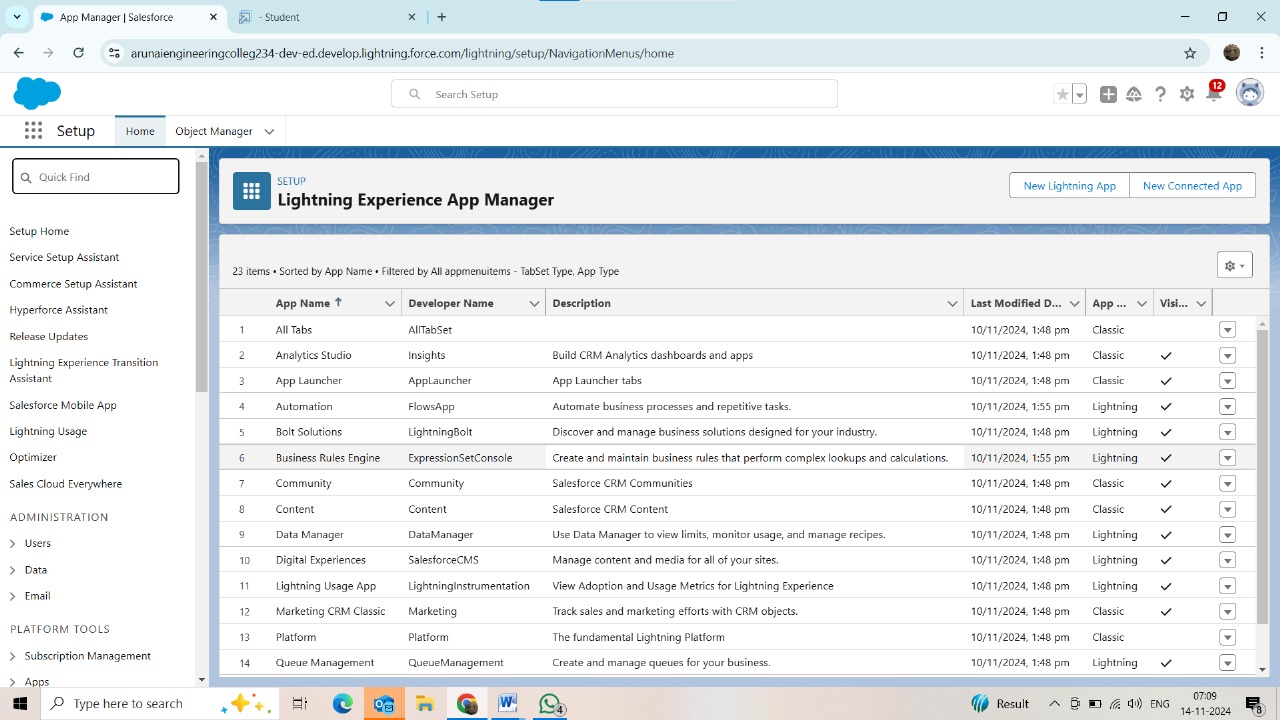 App Manager | Salesforce
- Student
arunaiengineeringcolleg234-dev-ed.develop.lightning.force.com/lightning/setup/NavigationMenus/home
Search Setup
12
Setup
Home
Object Manager
Quick Find
Setup Home
Service Setup Assistant
Commerce Setup Assistant
Hyperforce Assistant
Release Updates
Lightning Experience Transition
Assistant
Salesforce Mobile App
Lightning Usage
Optimizer
Sales Cloud Everywhere
ADMINISTRATION
Users
Data
Email
PLATFORM TOOLS
Subscription Management
Apps
SETUP
Lightning Experience App Manager
New Lightning App
New Connected App
23 items • Sorted by App Name • Filtered by All appmenuitems - TabSet Type, App Type
App Name Developer Name Description Last Modified D... App ... Visi...
1 All Tabs AllTabSet 10/11/2024, 1:48 pm Classic
2 Analytics Studio Insights Build CRM Analytics dashboards and apps 10/11/2024, 1:48 pm Classic
3 App Launcher AppLauncher App Launcher tabs 10/11/2024, 1:48 pm Classic
4 Automation FlowsApp Automate business processes and repetitive tasks. 10/11/2024, 1:55 pm Lightning
5 Bolt Solutions LightningBolt Discover and manage business solutions designed for your industry. 10/11/2024, 1:48 pm Lightning
6 Business Rules Engine ExpressionSetConsole Create and maintain business rules that perform complex lookups and calculations. 10/11/2024, 1:55 pm Lightning
7 Community Community Salesforce CRM Communities 10/11/2024, 1:48 pm Classic
8 Content Content Salesforce CRM Content 10/11/2024, 1:48 pm Classic
9 Data Manager DataManager Use Data Manager to view limits, monitor usage, and manage recipes. 10/11/2024, 1:48 pm Lightning
10 Digital Experiences SalesforceCMS Manage content and media for all of your sites. 10/11/2024, 1:48 pm Lightning
11 Lightning Usage App LightningInstrumentation View Adoption and Usage Metrics for Lightning Experience 10/11/2024, 1:48 pm Lightning
12 Marketing CRM Classic Marketing Track sales and marketing efforts with CRM objects. 10/11/2024, 1:48 pm Classic
13 Platform Platform The fundamental Lightning Platform 10/11/2024, 1:48 pm Classic
14 Queue Management QueueManagement Create and manage queues for your business. 10/11/2024, 1:48 pm Lightning
Type here to search
4
Result
ENG
07:09
14-11-2024
8